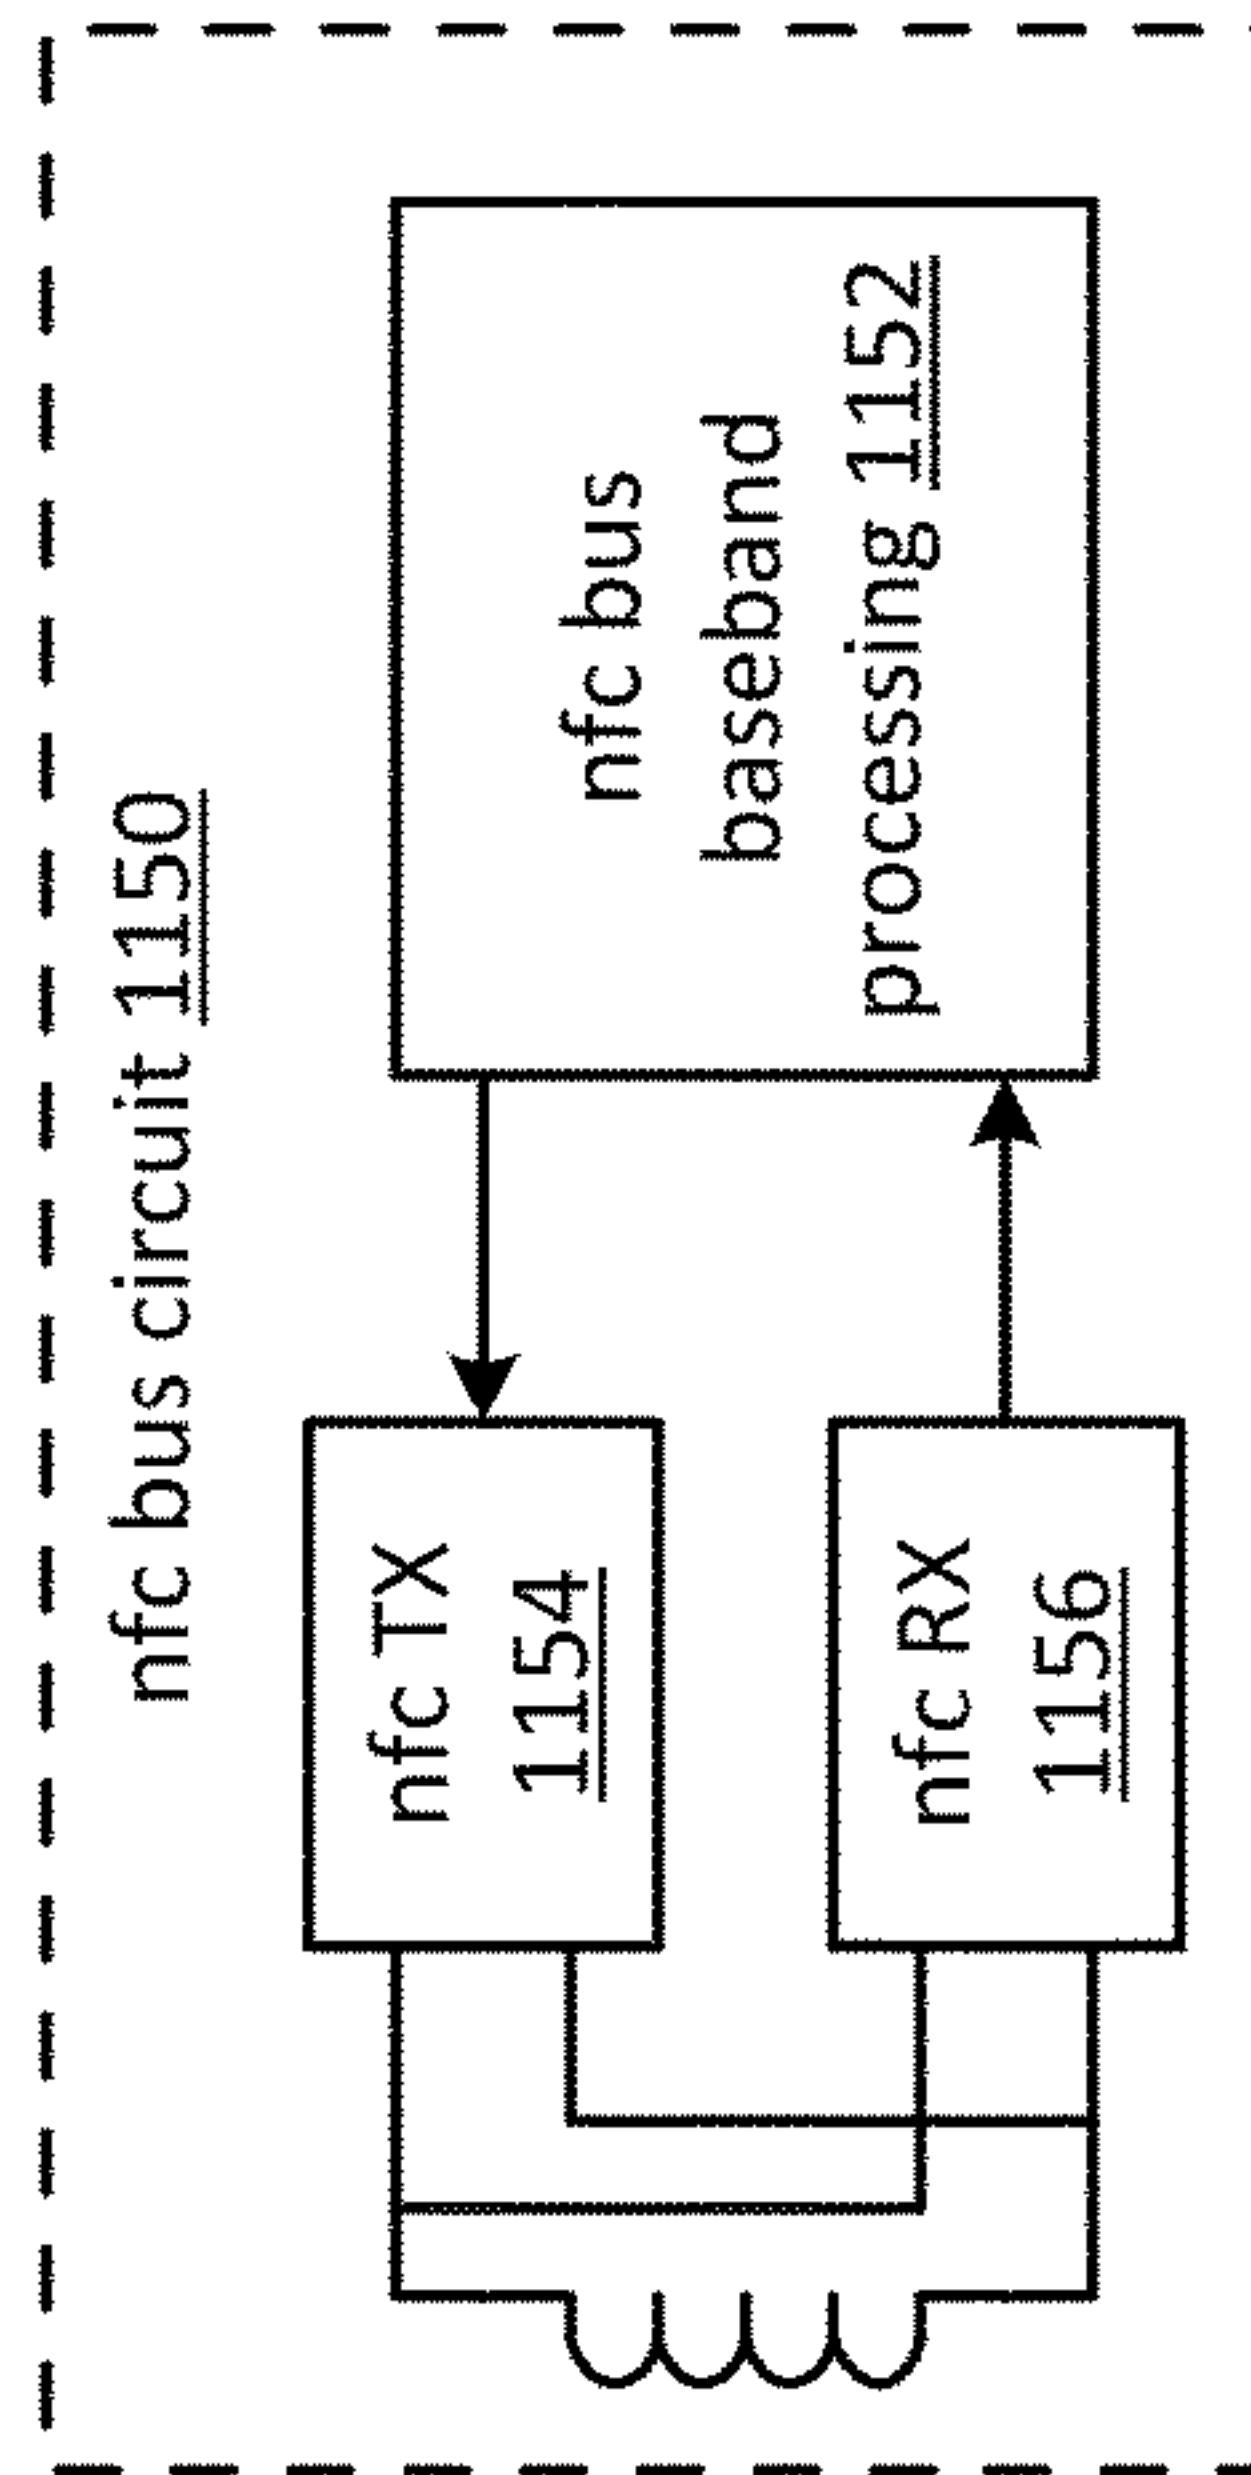 nfc bus circuit 1150
nfc TX
1154
nfc bus
baseband
processing 1152
nfc RX
1156